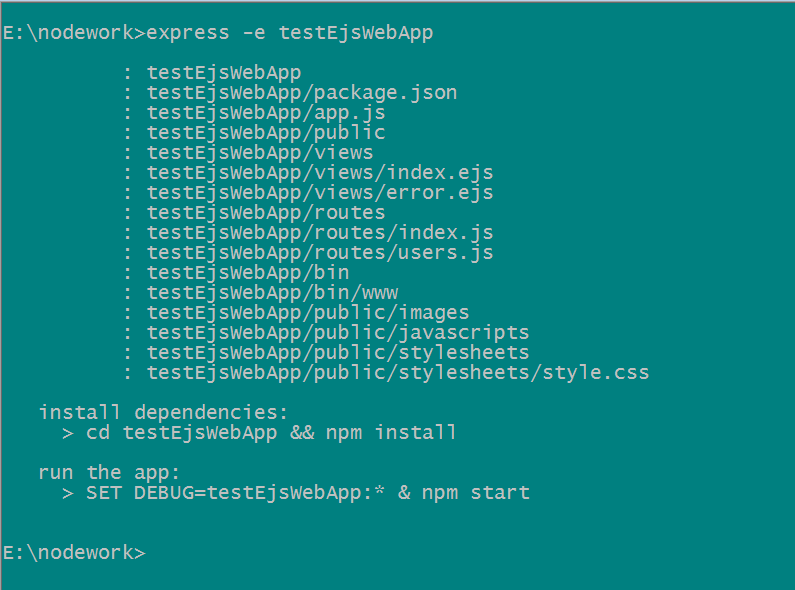 E:\nodework>express -e testEjsWebApp
: testEjsWebApp
: testEjsWebApp/package.json
: testEjsWebApp/app.js
: testEjsWebApp/public
: testEjsWebApp/views
: testEjsWebApp/views/index.ejs
: testEjsWebApp/views/error.ejs
: testEjsWebApp/routes
: testEjsWebApp/routes/index.js
: testEjsWebApp/routes/users.js
: testEjsWebApp/bin
: testEjsWebApp/bin/www
: testEjsWebApp/public/images
: testEjsWebApp/public/javascripts
: testEjsWebApp/public/stylesheets
: testEjsWebApp/public/stylesheets/style.css
install dependencies:
> cd testEjsWebApp && npm install
run the app:
> SET DEBUG=testEjsWebApp:* & npm start
E:\nodework>